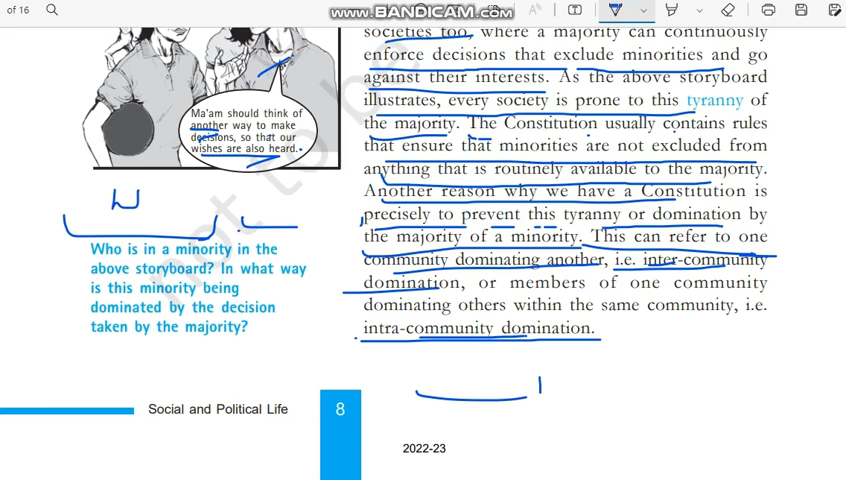 of 16
www.BANDICAM.com
societies too, where a majority can continuously
enforce decisions that exclude minorities and go
against their interests. As the above storyboard
illustrates, every society is prone to this tyranny of
the majority. The Constitution usually contains rules
that ensure that minorities are not excluded from
anything that is routinely available to the majority.
Another reason why we have a Constitution is
precisely to prevent this tyranny or domination by
the majority of a minority. This can refer to one
community dominating another, i.e. inter-community
domination, or members of one community
dominating others within the same community, i.e.
intra-community domination.
Ma'am should think of
another way to make
decisions, so that our
wishes are also heard.
Who is in a minority in the
above storyboard? In what way
is this minority being
dominated by the decision
taken by the majority?
not to be
Social and Political Life
8
2022-23